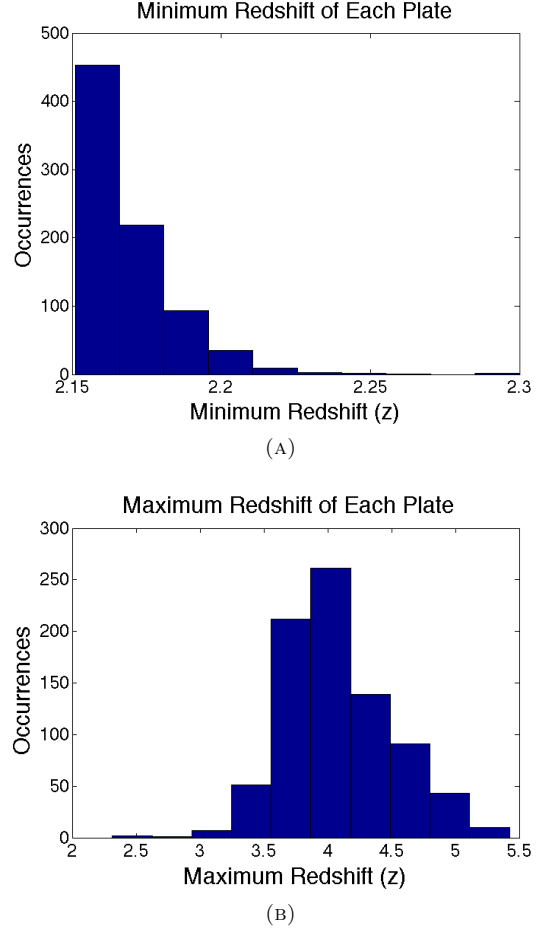 Minimum Redshift of Each Plate
500
400
300
200
100
0
Occurrences
2.15 2.2 2.25 2.3
Minimum Redshift (z)
(A)
Maximum Redshift of Each Plate
300
250
200
150
100
50
0
Occurrences
2 2.5 3 3.5 4 4.5 5 5.5
Maximum Redshift (z)
(B)